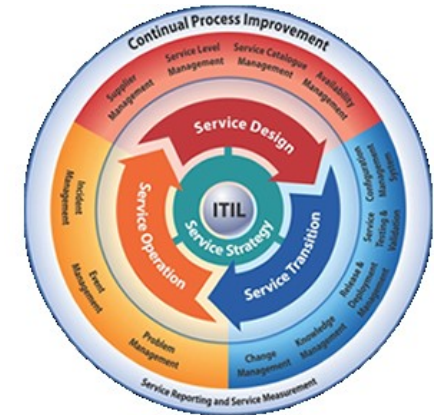 Continual Process Improvement
Supplier
Management
Service Level
Management
Service Catalogue
Management
Availability
Management
Configuration
Management
System
Service
Testing &
Validation
Release &
Deployment
Management
Knowledge
Management
Change
Management
Problem
Management
Event
Management
Incident
Management
Service Design
Service Transition
Service Operation
ITIL
Service Strategy
Service Reporting and Service Measurement